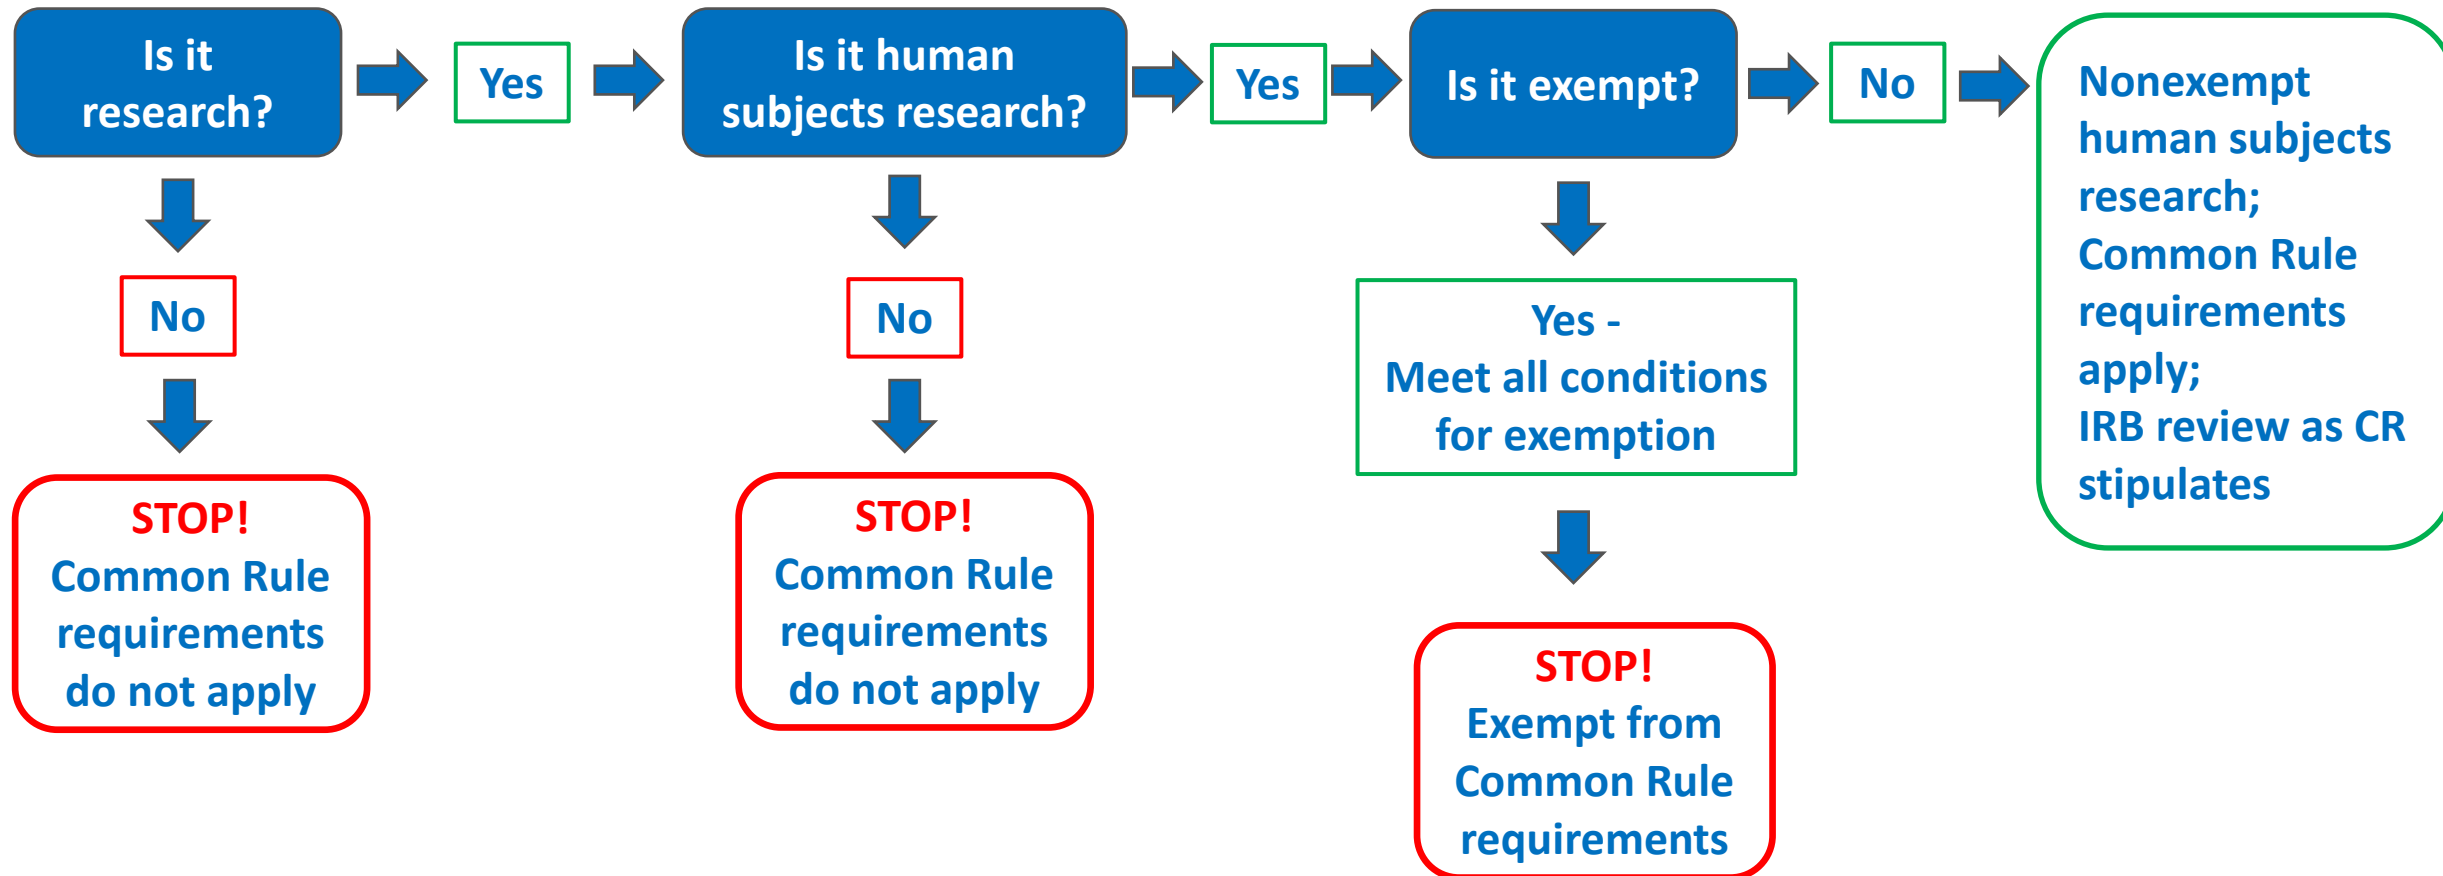 Is it
research?
Yes
Is it human
subjects research?
Yes
Is it exempt?
No
Nonexempt
human subjects
research;
Common Rule
requirements
apply;
IRB review as CR
stipulates
No
STOP!
Common Rule
requirements
do not apply
No
STOP!
Common Rule
requirements
do not apply
Yes -
Meet all conditions
for exemption
STOP!
Exempt from
Common Rule
requirements